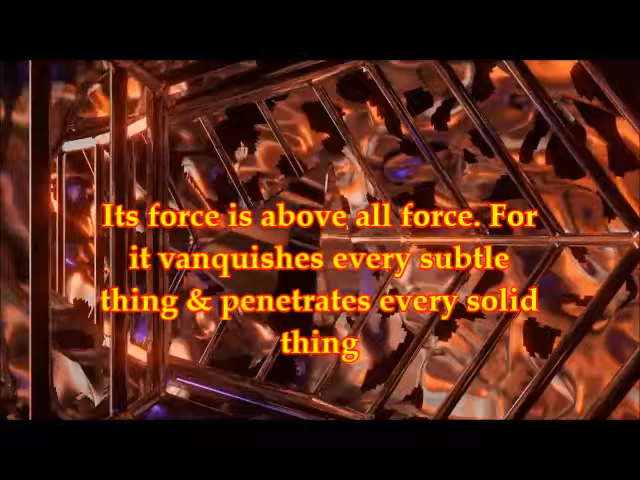 Its force is above all force. For
it vanquishes every subtle
thing & penetrates every solid
thing